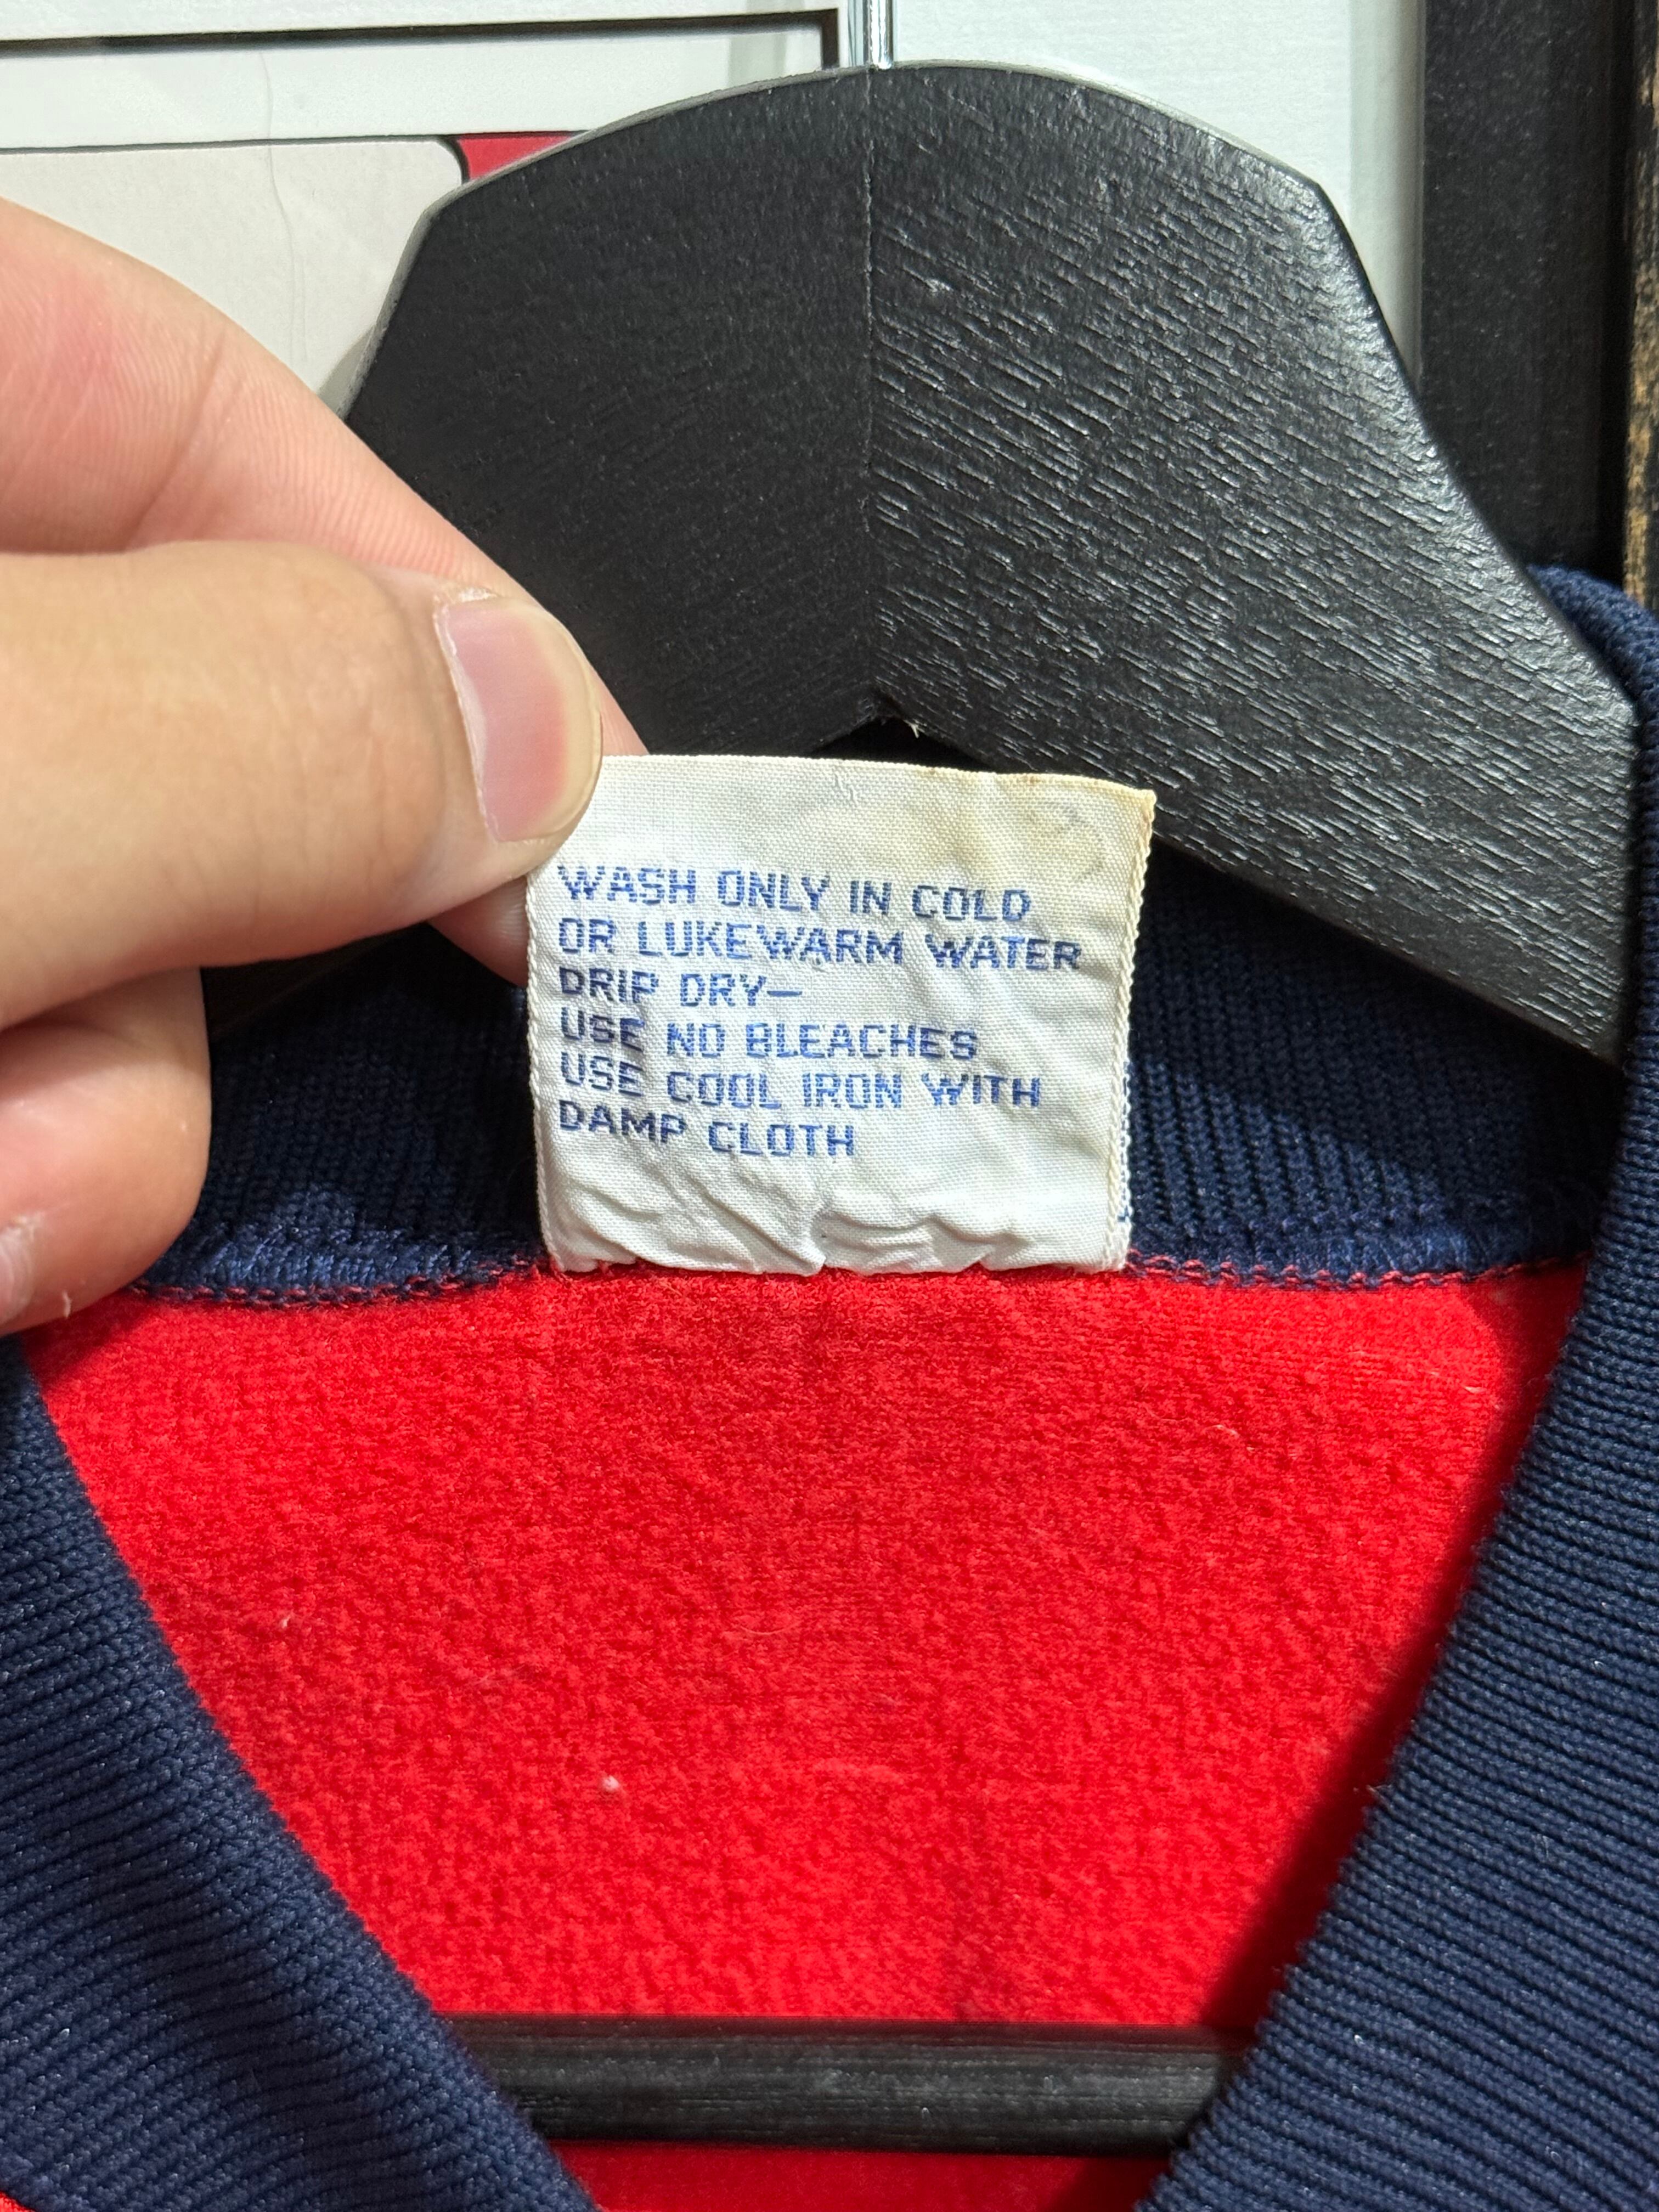 WASH ONLY IN COLD
OR LUKEWARM WATER
DRIP DRY—
USE NO BLEACHES
USE COOL IRON WITH
DAMP CLOTH